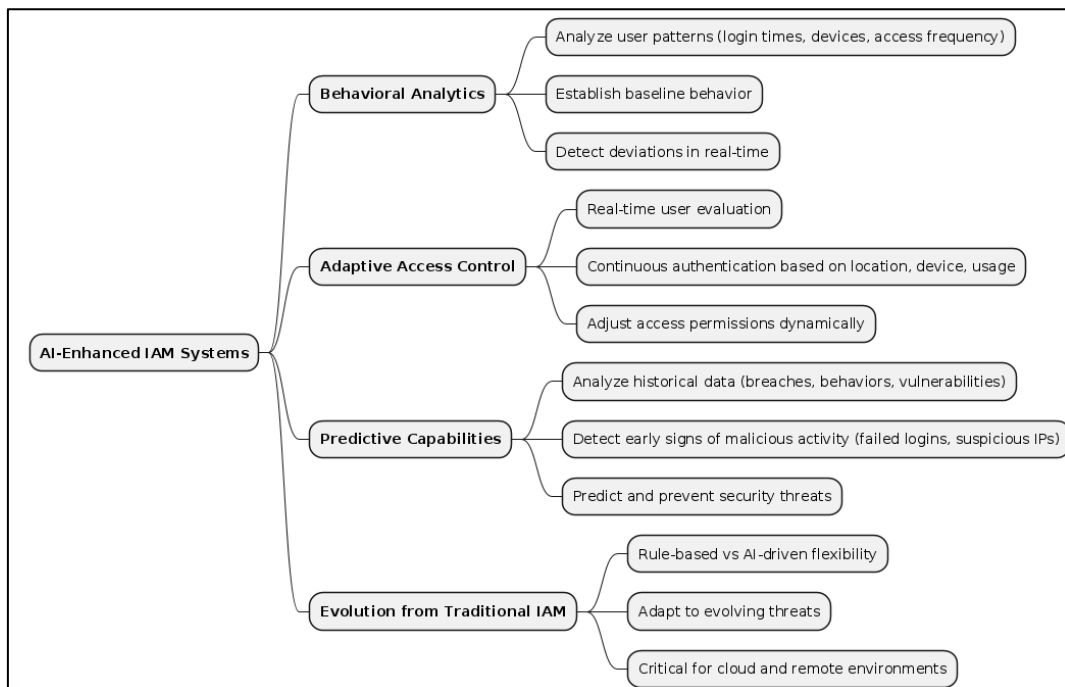 AI-Enhanced IAM Systems
Behavioral Analytics
Analyze user patterns (login times, devices, access frequency)
Establish baseline behavior
Detect deviations in real-time
Adaptive Access Control
Real-time user evaluation
Continuous authentication based on location, device, usage
Adjust access permissions dynamically
Predictive Capabilities
Analyze historical data (breaches, behaviors, vulnerabilities)
Detect early signs of malicious activity (failed logins, suspicious IPs)
Predict and prevent security threats
Evolution from Traditional IAM
Rule-based vs AI-driven flexibility
Adapt to evolving threats
Critical for cloud and remote environments